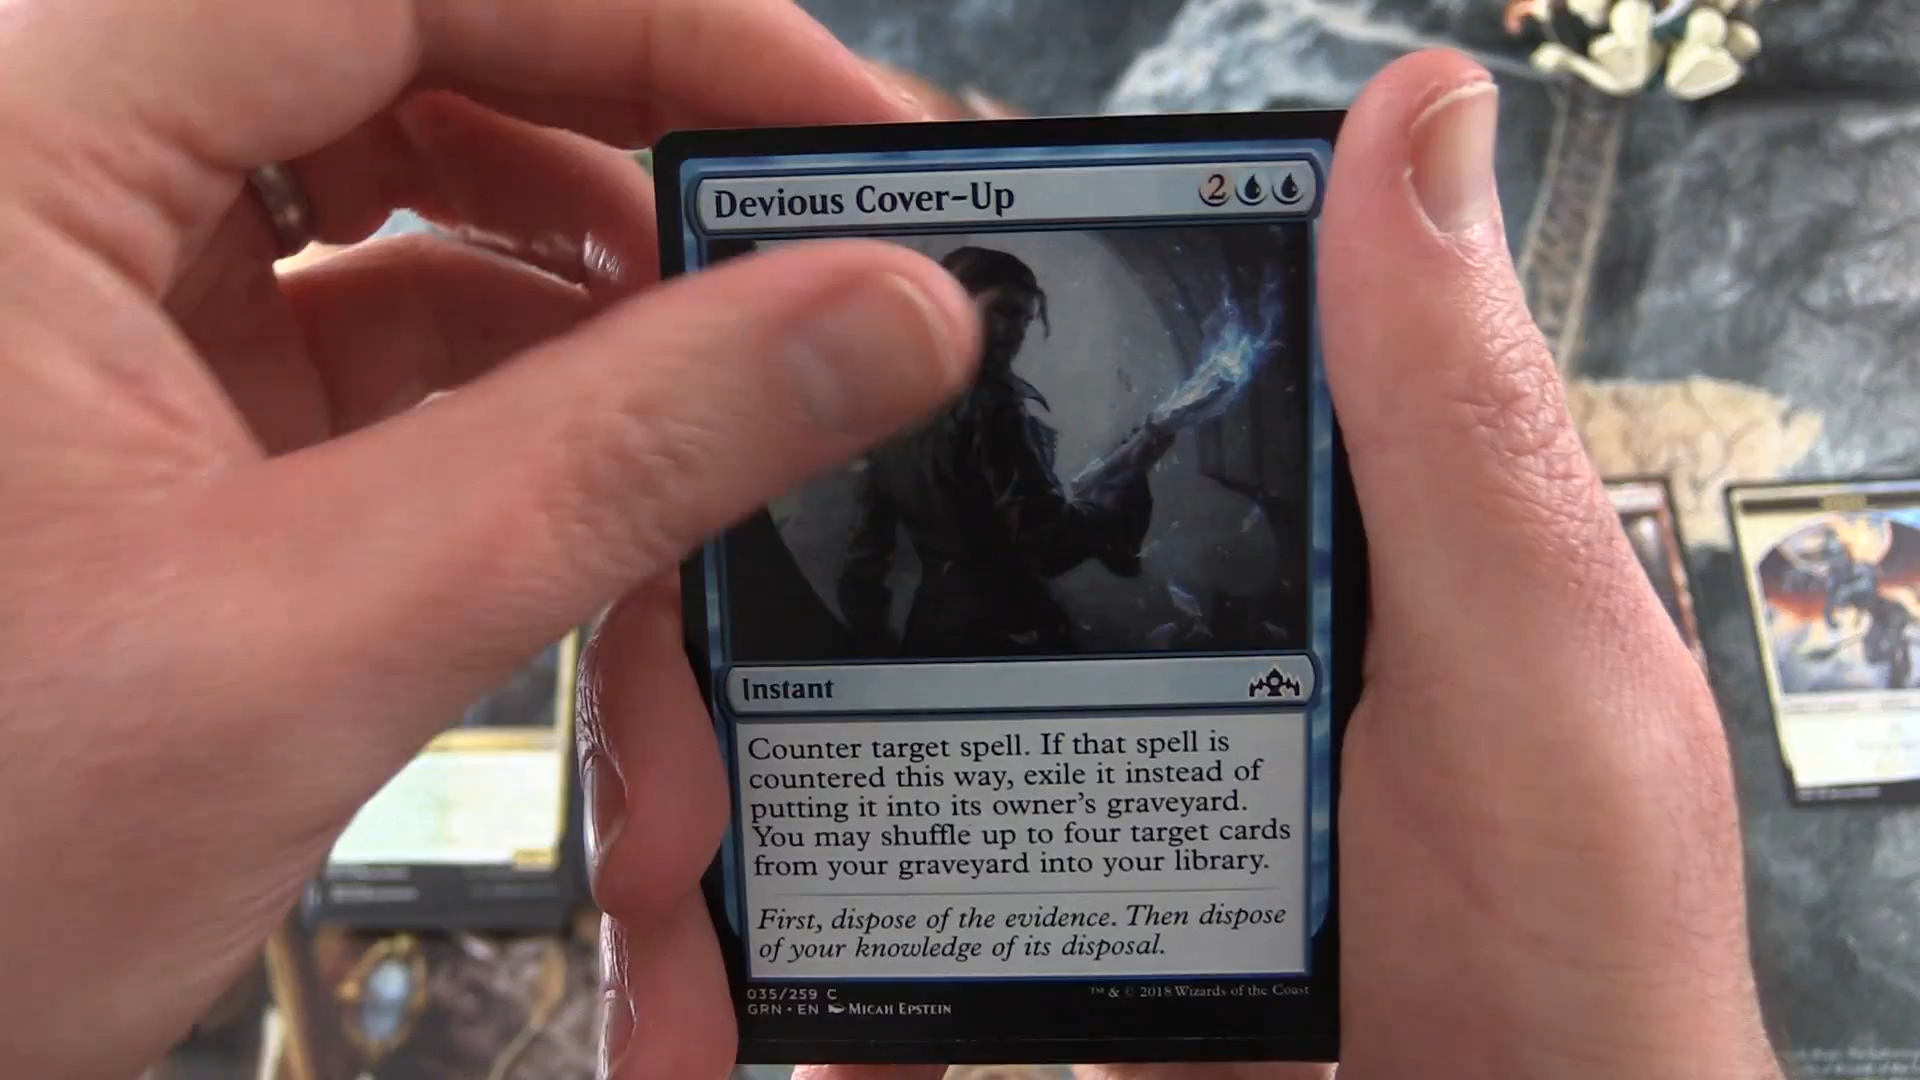 Devious Cover-Up 2
Instant
Counter target spell. If that spell is
countered this way, exile it instead of
putting it into its owner's graveyard.
You may shuffle up to four target cards
from your graveyard into your library.
First, dispose of the evidence. Then dispose
of your knowledge of its disposal.
035/259 C
™ & © 2018 Wizards of the Coast
GRN • EN Micah Epstein